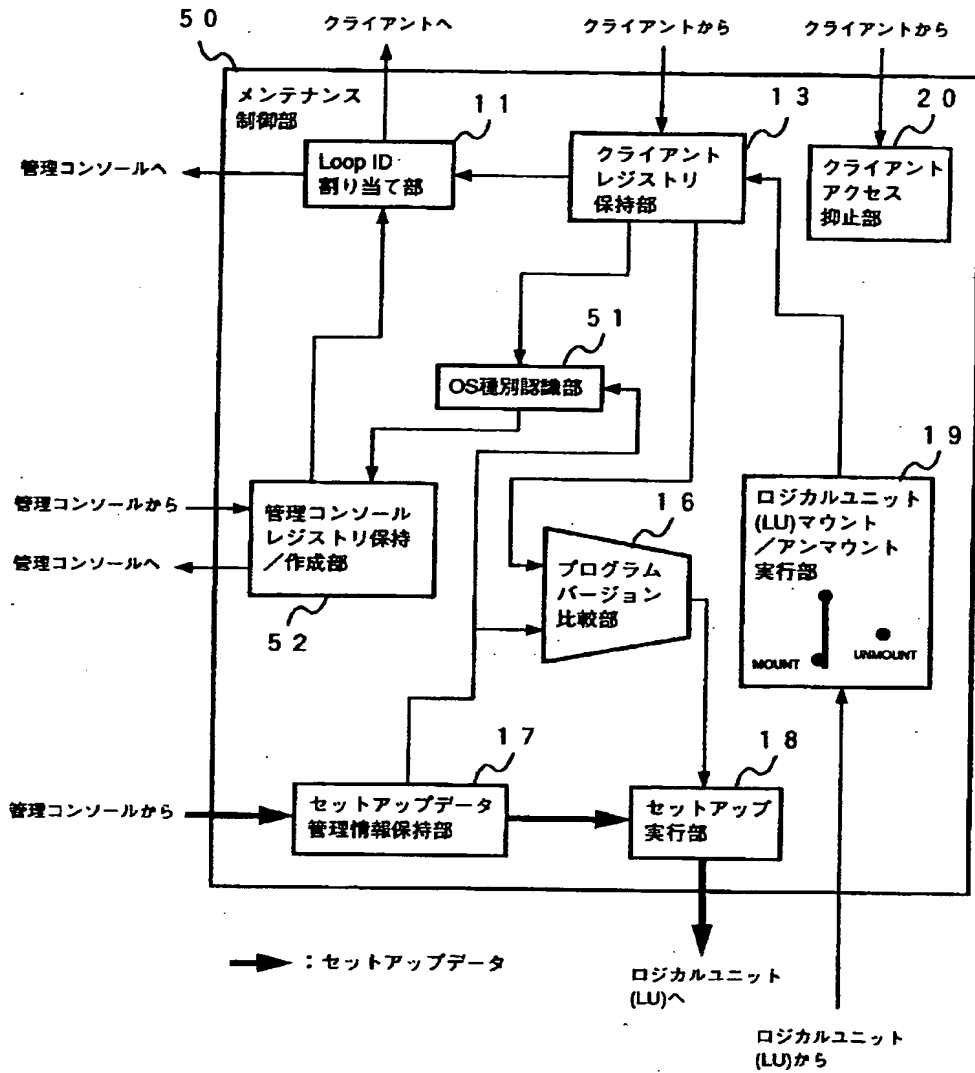 ５０
クライアントへ
クライアントから
クライアントから
メンテナンス
制御部
１１
１３
２０
管理コンソールへ
Loop ID
割り当て部
クライアント
レジストリ
保持部
クライアント
アクセス
抑止部
５１
OS種別認識部
１９
管理コンソールから
管理コンソールへ
管理コンソール
レジストリ保持
／作成部
５２
１６
プログラム
バージョン
比較部
ロジカルユニット
(LU)マウント
／アンマウント
実行部
MOUNT
UNMOUNT
１７
１８
管理コンソールから
セットアップデータ
管理情報保持部
セットアップ
実行部
：セットアップデータ
ロジカルユニット
(LU)へ
ロジカルユニット
(LU)から